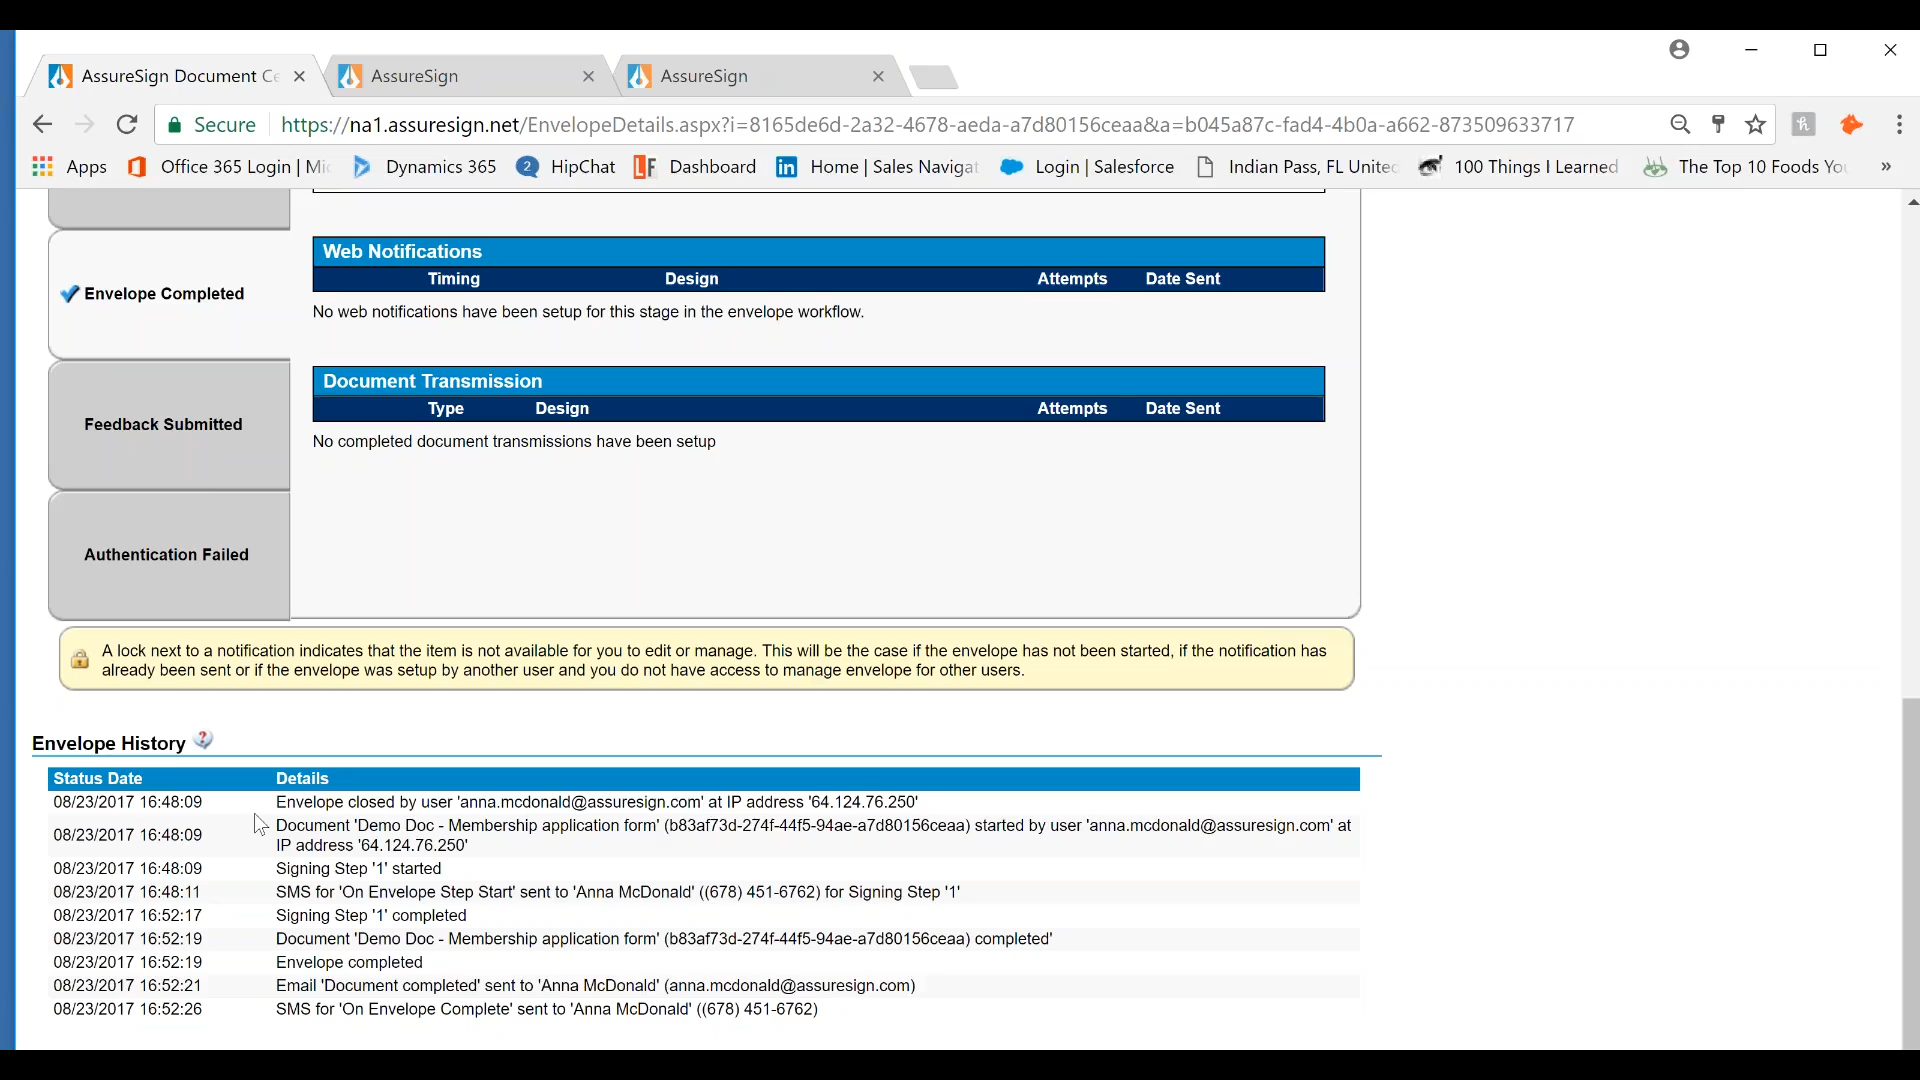 AssureSign Document Ce
AssureSign
AssureSign
Secure https://na1.assuresign.net/EnvelopeDetails.aspx?i=8165de6d-2a32-4678-aeda-a7d80156ceaa&a=b045a87c-fad4-4b0a-a662-873509633717
h
Apps Office 365 Login | Mic Dynamics 365 2 HipChat LF Dashboard in Home | Sales Navigat Login | Salesforce Indian Pass, FL United 100 Things I Learned The Top 10 Foods You »
Web Notifications
Timing Design Attempts Date Sent
No web notifications have been setup for this stage in the envelope workflow.
Envelope Completed
Document Transmission
Type Design Attempts Date Sent
No completed document transmissions have been setup
Feedback Submitted
Authentication Failed
A lock next to a notification indicates that the item is not available for you to edit or manage. This will be the case if the envelope has not been started, if the notification has
already been sent or if the envelope was setup by another user and you do not have access to manage envelope for other users.
Envelope History ?
Status Date Details
08/23/2017 16:48:09 Envelope closed by user 'anna.mcdonald@assuresign.com' at IP address '64.124.76.250'
08/23/2017 16:48:09 Document 'Demo Doc - Membership application form' (b83af73d-274f-44f5-94ae-a7d80156ceaa) started by user 'anna.mcdonald@assuresign.com' at
IP address '64.124.76.250'
08/23/2017 16:48:09 Signing Step '1' started
08/23/2017 16:48:11 SMS for 'On Envelope Step Start' sent to 'Anna McDonald' ((678) 451-6762) for Signing Step '1'
08/23/2017 16:52:17 Signing Step '1' completed
08/23/2017 16:52:19 Document 'Demo Doc - Membership application form' (b83af73d-274f-44f5-94ae-a7d80156ceaa) completed'
08/23/2017 16:52:19 Envelope completed
08/23/2017 16:52:21 Email 'Document completed' sent to 'Anna McDonald' (anna.mcdonald@assuresign.com)
08/23/2017 16:52:26 SMS for 'On Envelope Complete' sent to 'Anna McDonald' ((678) 451-6762)